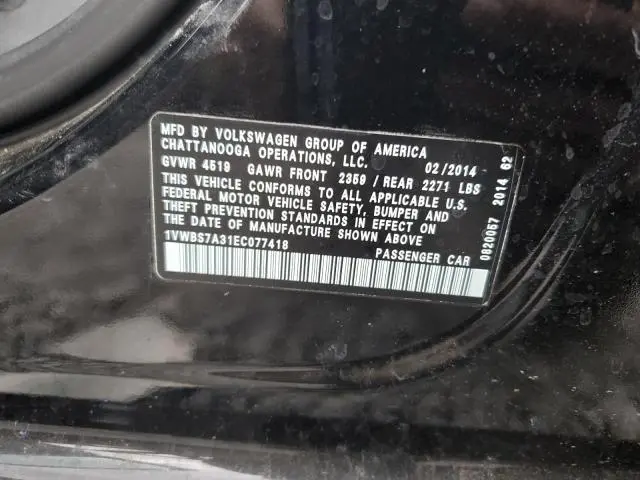 MFD BY VOLKSWAGEN GROUP OF AMERICA
CHATTANOOGA OPERATIONS, LLC. 02/2014
GVWR 4519 GAWR FRONT 2359 / REAR 2271 LBS
THIS VEHICLE CONFORMS TO ALL APPLICABLE U.S.
FEDERAL MOTOR VEHICLE SAFETY, BUMPER AND
THEFT PREVENTION STANDARDS IN EFFECT ON
THE DATE OF MANUFACTURE SHOWN ABOVE
1VWBS7A31EC077418 PASSENGER CAR
0820057 2014 62